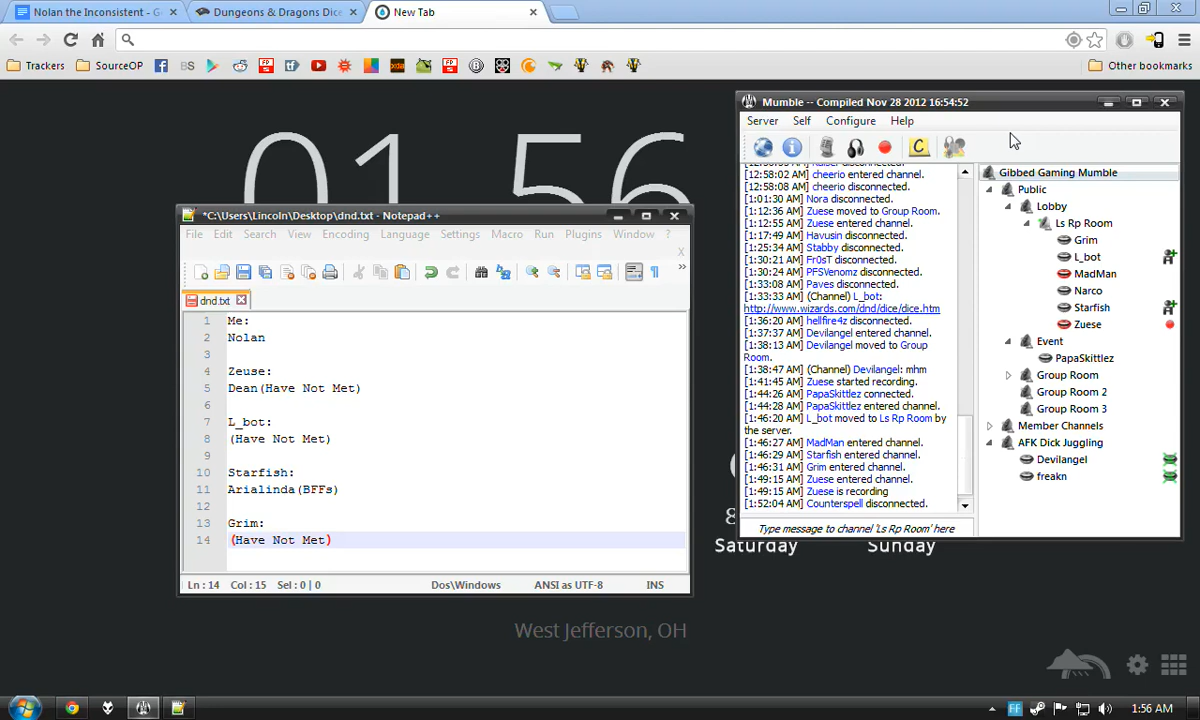 Nolan the Inconsistent - G
Dungeons & Dragons Dice
New Tab
Trackers
SourceOP
BS
Other bookmarks
01 56
West Jefferson, OH
Saturday
Sunday
*C:\Users\Lincoln\Desktop\dnd.txt - Notepad++
File Edit Search View Encoding Language Settings Macro Run Plugins Window ?
X
dnd.txt
1 Me:
2 Nolan
3
4 Zeuse:
5 Dean(Have Not Met)
6
7 L_bot:
8 (Have Not Met)
9
10 Starfish:
11 Arialinda(BFFs)
12
13 Grim:
14 (Have Not Met)
Ln : 14 Col : 15 Sel : 0 | 0 Dos\Windows ANSI as UTF-8 INS
Mumble -- Compiled Nov 28 2012 16:54:52
Server Self Configure Help
[12:58:02 AM] cheerio entered channel.
[12:58:08 AM] cheerio disconnected.
[1:01:30 AM] Nora disconnected.
[1:12:36 AM] Zuese moved to Group Room.
[1:12:55 AM] Zuese entered channel.
[1:17:49 AM] Havusin disconnected.
[1:25:34 AM] Stabby disconnected.
[1:30:21 AM] Fr0sT disconnected.
[1:30:24 AM] PFSVenomz disconnected.
[1:33:08 AM] Paves disconnected.
[1:33:33 AM] (Channel) L_bot:
http://www.wizards.com/dnd/dice/dice.htm
[1:36:20 AM] hellfire4z disconnected.
[1:37:37 AM] Devilangel entered channel.
[1:38:13 AM] Devilangel moved to Group
Room.
[1:38:47 AM] (Channel) Devilangel: mhm
[1:41:45 AM] Zuese started recording.
[1:44:26 AM] PapaSkittlez connected.
[1:44:28 AM] PapaSkittlez entered channel.
[1:46:20 AM] L_bot moved to Ls Rp Room by
the server.
[1:46:27 AM] MadMan entered channel.
[1:46:29 AM] Starfish entered channel.
[1:46:31 AM] Grim entered channel.
[1:49:15 AM] Zuese entered channel.
[1:49:15 AM] Zuese is recording
[1:52:04 AM] Counterspell disconnected.
Type message to channel 'Ls Rp Room' here
Gibbed Gaming Mumble
Public
Lobby
Ls Rp Room
Grim
L_bot
MadMan
Narco
Starfish
Zuese
Event
PapaSkittlez
Group Room
Group Room 2
Group Room 3
Member Channels
AFK Dick Juggling
Devilangel
freakn
FF
1:56 AM